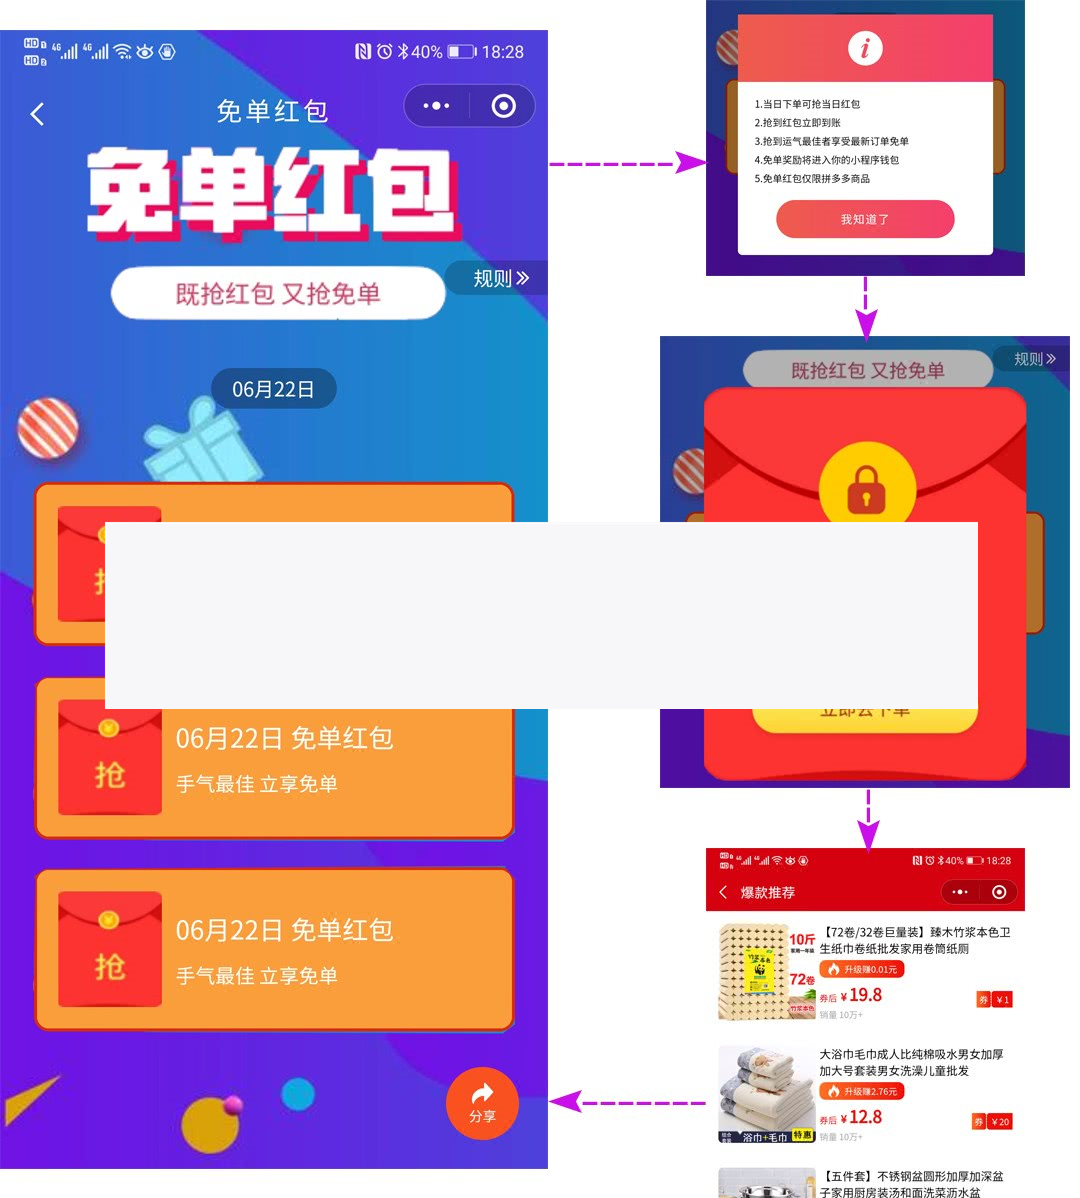 HD 1 4G 4G 40% 18:28
HD 2
免单红包
免单红包
规则
既抢红包 又抢免单
06月22日
抢
06月22日 免单红包
手气最佳 立享免单
抢
06月22日 免单红包
手气最佳 立享免单
分享
1.当日下单可抢当日红包
2.抢到红包立即到账
3.抢到运气最佳者享受最新订单免单
4.免单奖励将进入你的小程序钱包
5.免单红包仅限拼多多商品
我知道了
规则
既抢红包 又抢免单
立即去下单
4G 4G 40% 18:28
爆款推荐
10斤
72卷
竹浆本色
【72卷/32卷巨量装】臻木竹浆本色卫
生纸巾卷纸批发家用卷筒纸厕
升级赚0.01元
券后 ¥19.8
券 ¥1
销量 10万+
浴巾+毛巾 特惠
大浴巾毛巾成人比纯棉吸水男女加厚
加大号套装男女洗澡儿童批发
升级赚2.76元
券后 ¥12.8
券 ¥20
销量 10万+
【五件套】不锈钢盆圆形加厚加深盆
子家用厨房装汤和面洗菜沥水盆